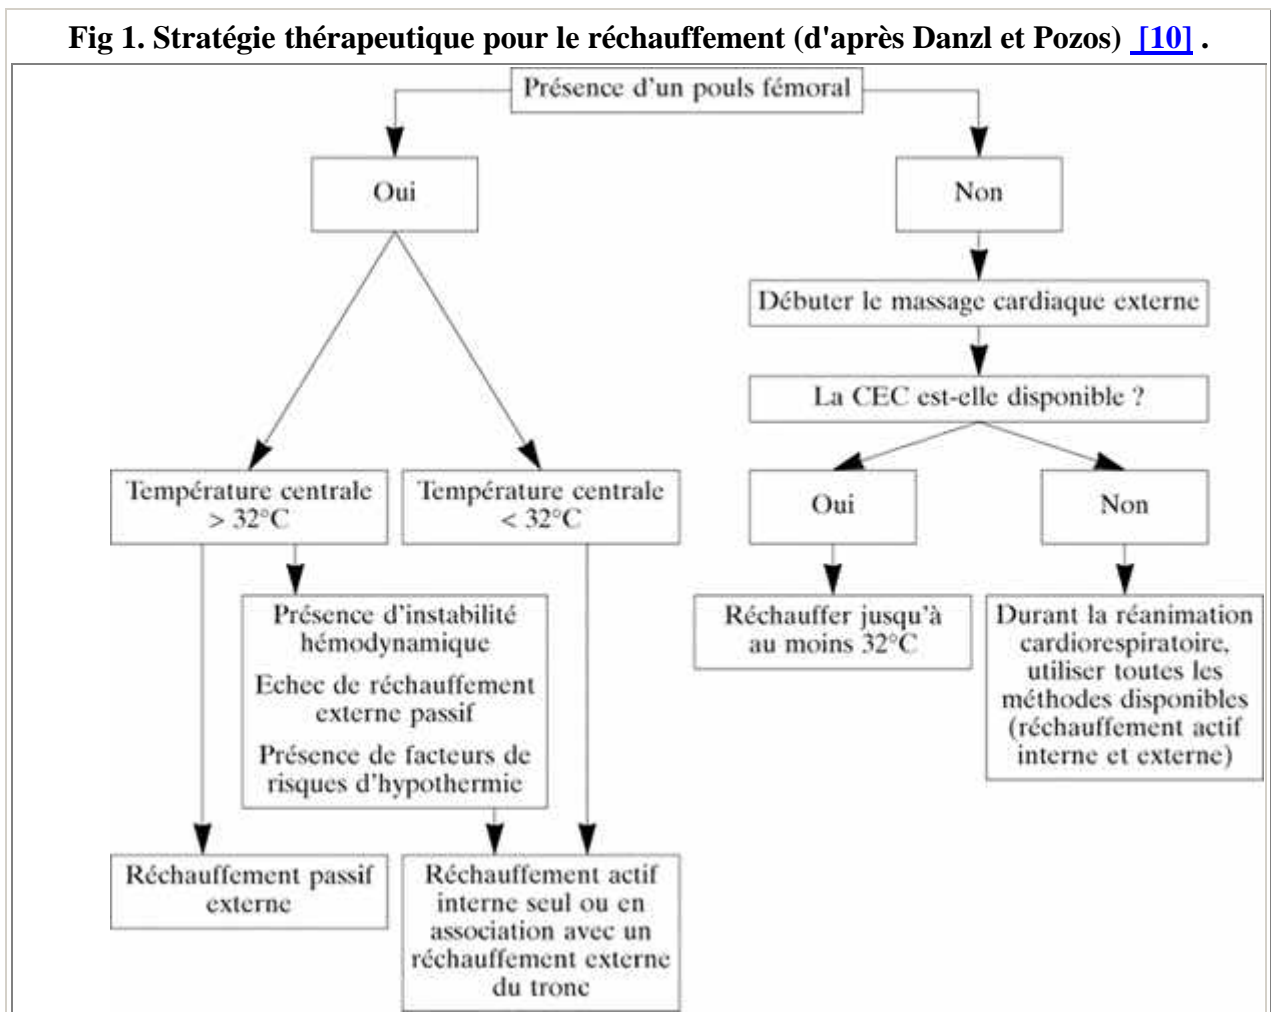 Fig 1. Stratégie thérapeutique pour le réchauffement (d'après Danzl et Pozos) [10] .
Présence d'un pouls fémoral
Oui
Non
Débuter le massage cardiaque externe
La CEC est-elle disponible ?
Température centrale
> 32°C
Température centrale
< 32°C
Oui
Non
Présence d'instabilité
hémodynamique
Echec de réchauffement
externe passif
Présence de facteurs de
risques d'hypothermie
Réchauffer jusqu'à
au moins 32°C
Durant la réanimation
cardiorespiratoire,
utiliser toutes les
méthodes disponibles
(réchauffement actif
interne et externe)
Réchauffement passif
externe
Réchauffement actif
interne seul ou en
association avec un
réchauffement externe
du tronc